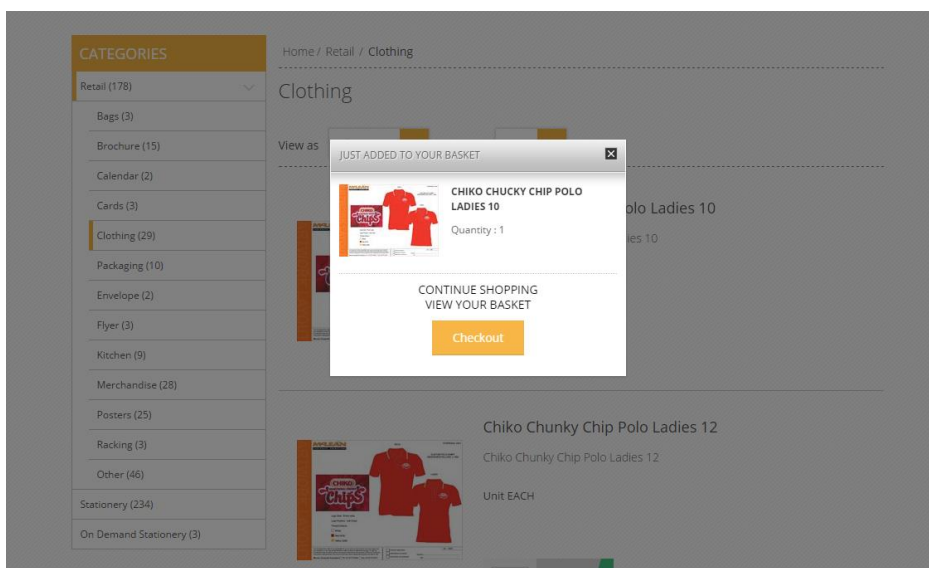 CATEGORIES
Retail (178)
Bags (3)
Brochure (15)
Calendar (2)
Cards (3)
Clothing (29)
Packaging (10)
Envelope (2)
Flyer (3)
Kitchen (9)
Merchandise (28)
Posters (25)
Racking (3)
Other (46)
Stationery (234)
On Demand Stationery (3)
Home / Retail / Clothing
Clothing
View as
JUST ADDED TO YOUR BASKET
CHIKO CHUCKY CHIP POLO
LADIES 10
Quantity : 1
CHIKO
Chips
CONTINUE SHOPPING
VIEW YOUR BASKET
Checkout
olo Ladies 10
ies 10
Chiko Chunky Chip Polo Ladies 12
Chiko Chunky Chip Polo Ladies 12
Unit EACH
CHIKO
Chips